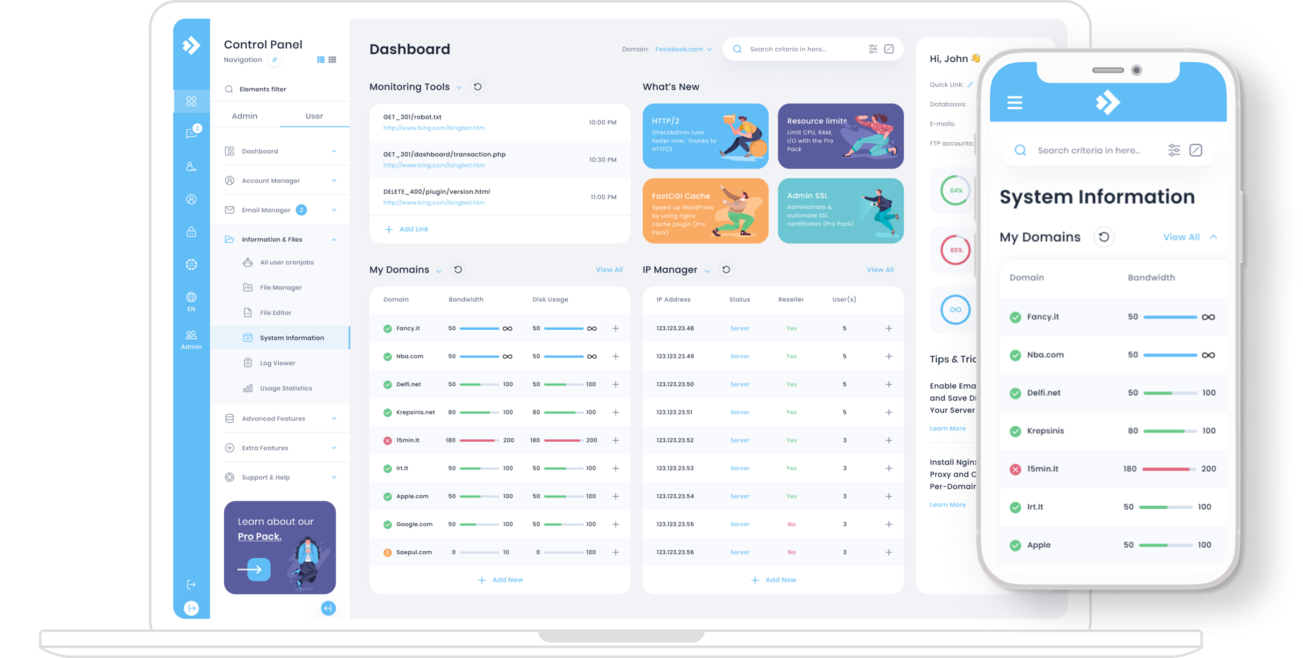 Control Panel
Navigation
Elements filter
Admin User
Dashboard
Account Manager
Email Manager 2
Information & Files
All user cronjobs
File Manager
File Editor
System Information
Log Viewer
Usage Statistics
Advanced Features
Extra Features
Support & Help
Learn about our
Pro Pack.
2
EN
Admin
Dashboard
Domain: Facebook.com
Search criteria in here...
Monitoring Tools
GET_301/robot.txt
http://www.bing.com/bingbot.htm
10:00 PM
GET_301/dashboard/transaction.php
http://www.bing.com/bingbot.htm
10:30 PM
DELETE_400/plugin/version.html
http://www.bing.com/bingbot.htm
11:00 PM
Add Link
What's New
HTTP/2
DirectAdmin runs
faster now, thanks to
HTTP/2
Resource limits
Limit CPU, RAM,
I/O with the Pro
Pack
FastCGI Cache
Speed up WordPress
by using nginx
cache plugin (Pro
Pack)
Admin SSL
Administrate &
automate SSL
certificates (Pro Pack)
My Domains
View All
Domain Bandwidth Disk Usage
Fancy.it 50 ∞ 50 ∞
Nba.com 50 ∞ 50 ∞
Delfi.net 50 100 50 100
Krepsinis.net 80 100 80 100
15min.lt 180 200 180 200
lrt.lt 50 100 50 100
Apple.com 50 100 50 100
Google.com 50 100 50 100
Saepul.com 0 10 0 100
Add New
IP Manager
View All
IP Address Status Reseller User(s)
123.123.23.48 Server Yes 5
123.123.23.49 Server Yes 5
123.123.23.50 Server Yes 5
123.123.23.51 Server Yes 5
123.123.23.52 Server Yes 3
123.123.23.53 Server Yes 3
123.123.23.54 Server Yes 3
123.123.23.55 Server No 3
123.123.23.56 Server No 3
Add New
Hi, John 👋
Quick Link:
Databases:
E-mails:
FTP accounts:
64%
85%
∞
Tips &
Enable
and Save
Your Server
Learn More
Install
Proxy and
Per-Domain
Learn More
Search criteria in here...
System Information
My Domains
View All
Domain Bandwidth
Fancy.it 50 ∞
Nba.com 50 ∞
Delfi.net 50 100
Krepsinis 80 100
15min.lt 180 200
lrt.lt 50 100
Apple 50 100